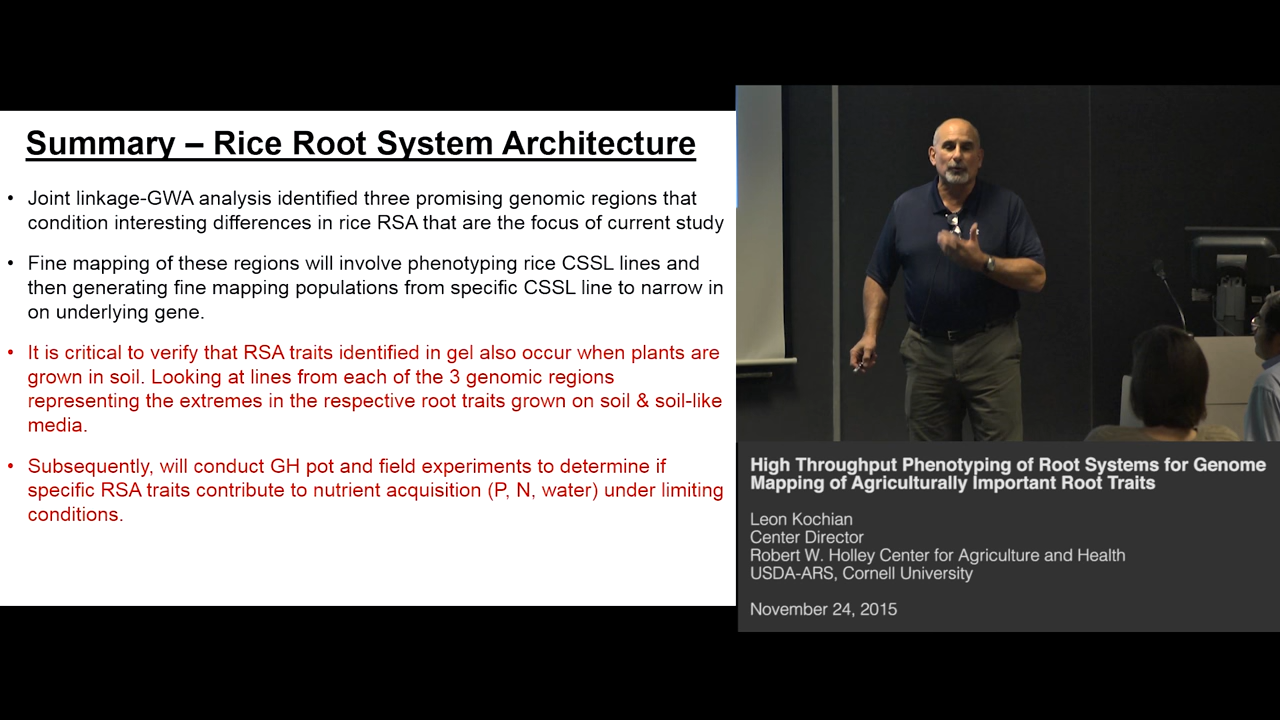 Summary – Rice Root System Architecture
• Joint linkage-GWA analysis identified three promising genomic regions that
condition interesting differences in rice RSA that are the focus of current study
• Fine mapping of these regions will involve phenotyping rice CSSL lines and
then generating fine mapping populations from specific CSSL line to narrow in
on underlying gene.
• It is critical to verify that RSA traits identified in gel also occur when plants are
grown in soil. Looking at lines from each of the 3 genomic regions
representing the extremes in the respective root traits grown on soil & soil-like
media.
• Subsequently, will conduct GH pot and field experiments to determine if
specific RSA traits contribute to nutrient acquisition (P, N, water) under limiting
conditions.
High Throughput Phenotyping of Root Systems for Genome
Mapping of Agriculturally Important Root Traits
Leon Kochian
Center Director
Robert W. Holley Center for Agriculture and Health
USDA-ARS, Cornell University
November 24, 2015